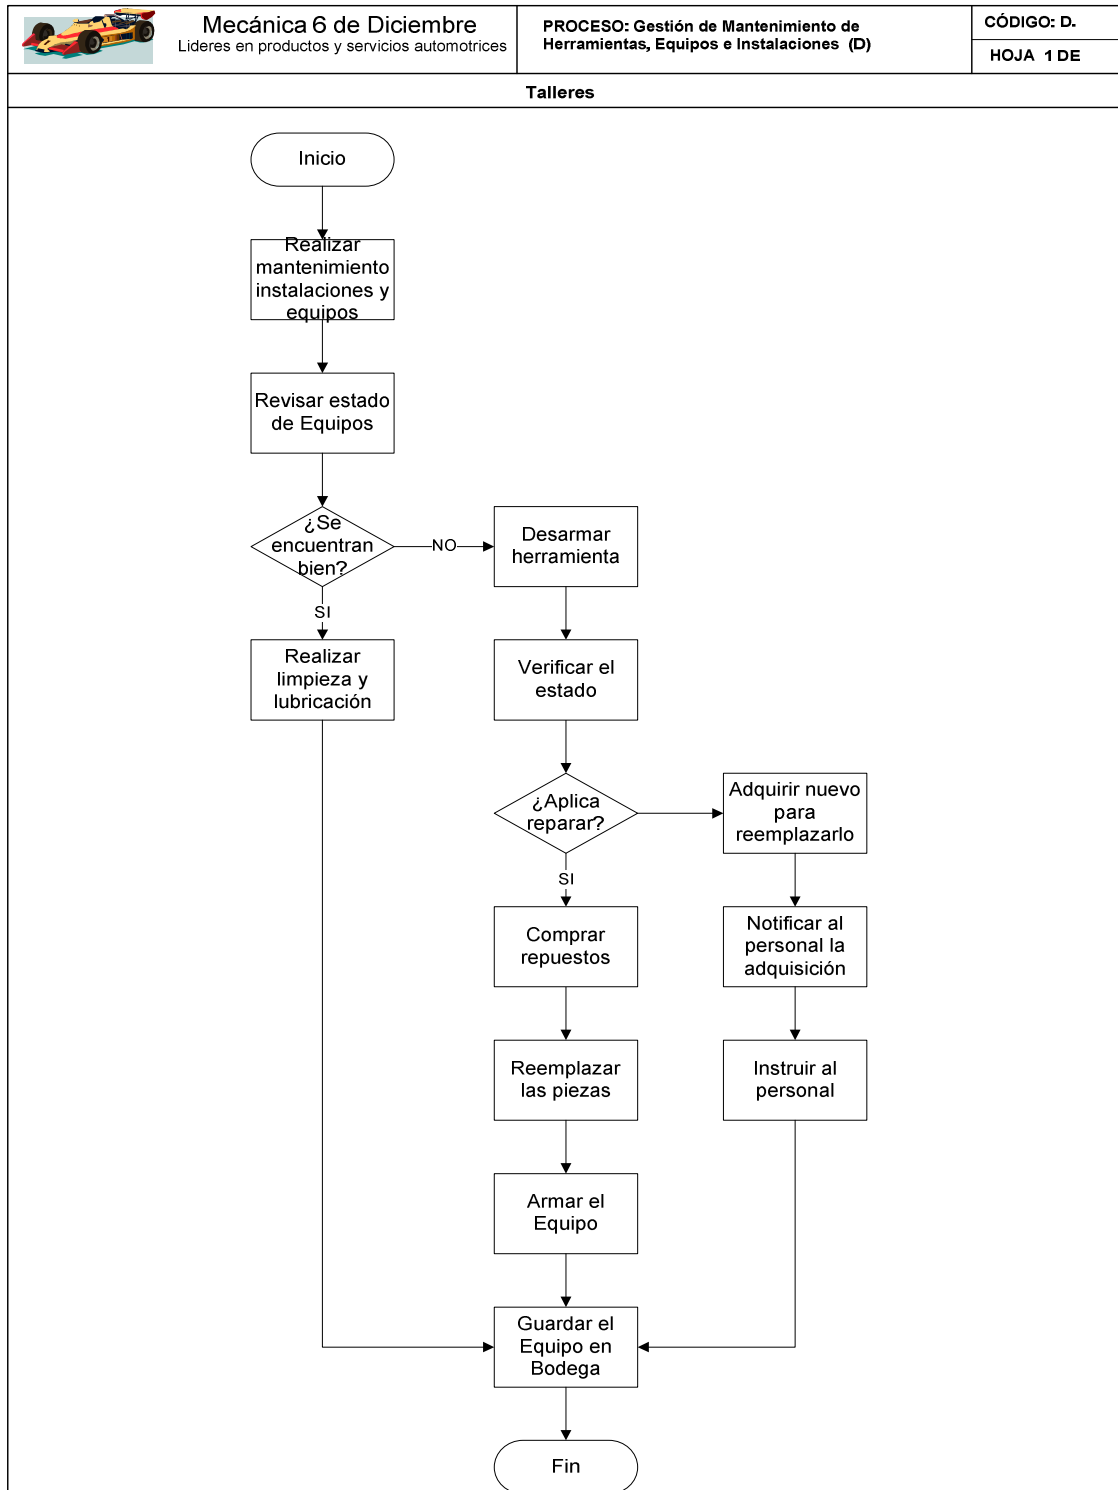 Mecánica 6 de Diciembre
Lideres en productos y servicios automotrices
PROCESO: Gestión de Mantenimiento de
Herramientas, Equipos e Instalaciones (D)
CÓDIGO: D.
HOJA 1 DE
Talleres
Inicio
Realizar
mantenimiento
instalaciones y
equipos
Revisar estado
de Equipos
¿Se
encuentran
bien?
NO
Desarmar
herramienta
SI
Realizar
limpieza y
lubricación
Verificar el
estado
¿Aplica
reparar?
Adquirir nuevo
para
reemplazarlo
SI
Comprar
repuestos
Notificar al
personal la
adquisición
Reemplazar
las piezas
Instruir al
personal
Armar el
Equipo
Guardar el
Equipo en
Bodega
Fin